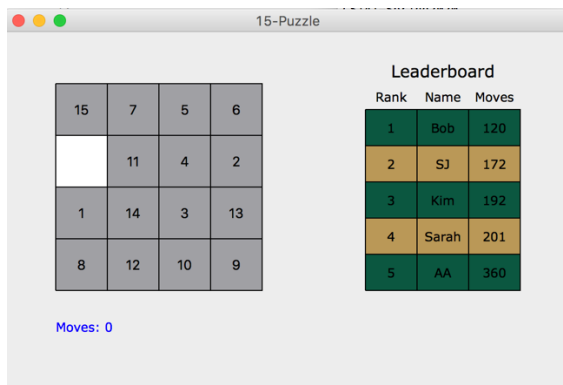 15-Puzzle
15 7 5 6
11 4 2
1 14 3 13
8 12 10 9
Moves: 0
Leaderboard
Rank Name Moves
1 Bob 120
2 SJ 172
3 Kim 192
4 Sarah 201
5 AA 360